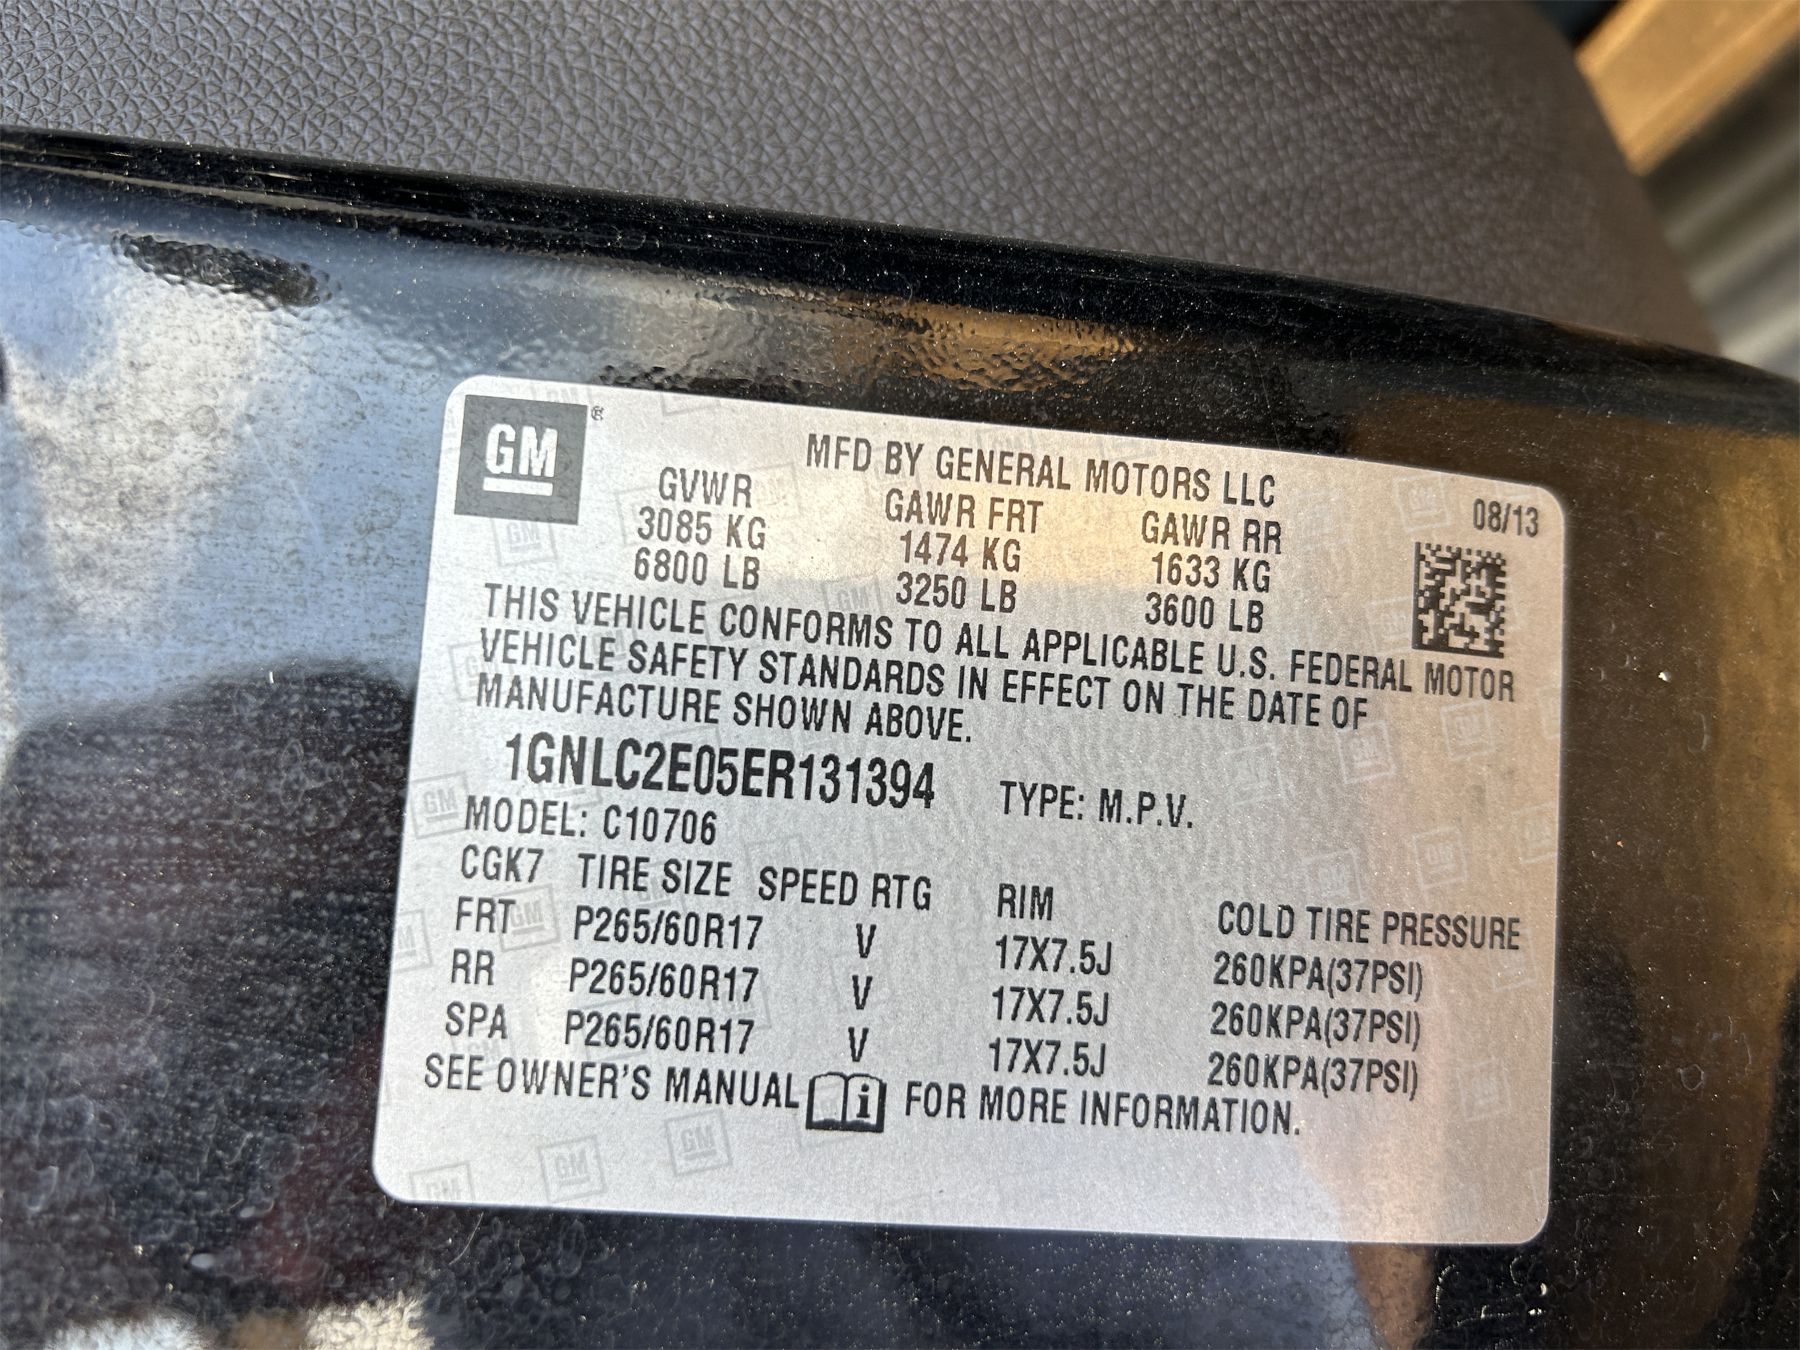 GM ®
MFD BY GENERAL MOTORS LLC
GVWR GAWR FRT GAWR RR 08/13
3085 KG 1474 KG 1633 KG
6800 LB 3250 LB 3600 LB
THIS VEHICLE CONFORMS TO ALL APPLICABLE U.S. FEDERAL MOTOR
VEHICLE SAFETY STANDARDS IN EFFECT ON THE DATE OF
MANUFACTURE SHOWN ABOVE.
1GNLC2E05ER131394 TYPE: M.P.V.
MODEL: C10706
CGK7 TIRE SIZE SPEED RTG RIM COLD TIRE PRESSURE
FRT P265/60R17 V 17X7.5J 260KPA(37PSI)
RR P265/60R17 V 17X7.5J 260KPA(37PSI)
SPA P265/60R17 V 17X7.5J 260KPA(37PSI)
SEE OWNER'S MANUAL i FOR MORE INFORMATION.